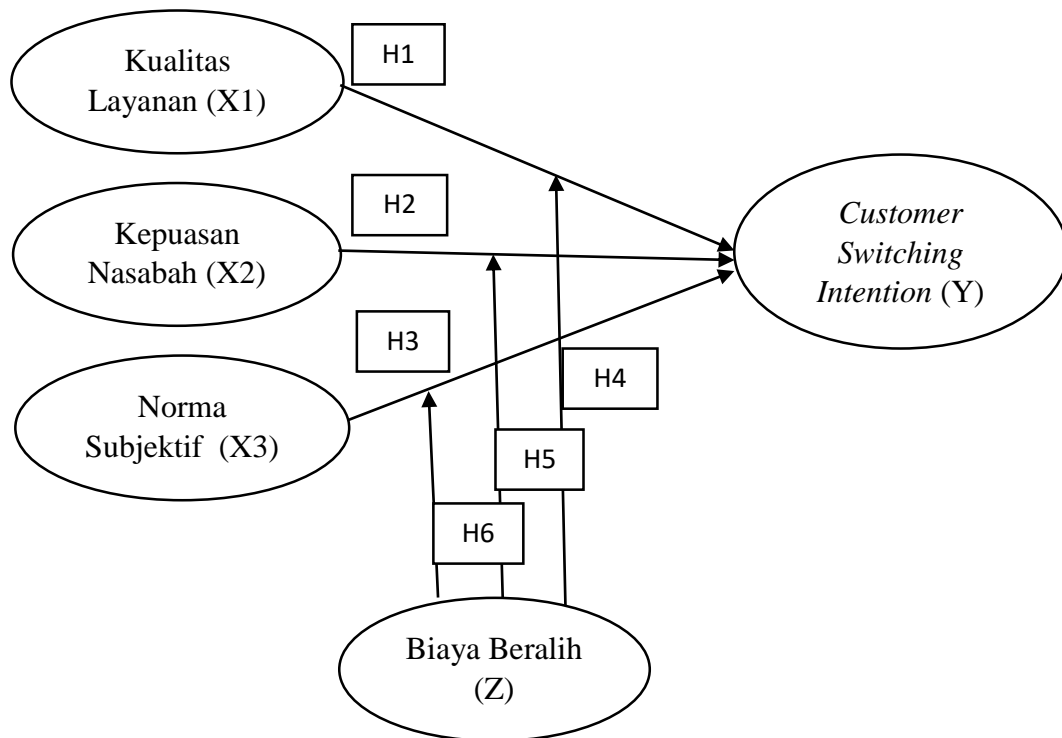 Kualitas
Layanan (X1)
H1
Kepuasan
Nasabah (X2)
H2
Norma
Subjektif (X3)
H3
Customer
Switching
Intention (Y)
H4
H5
H6
Biaya Beralih
(Z)